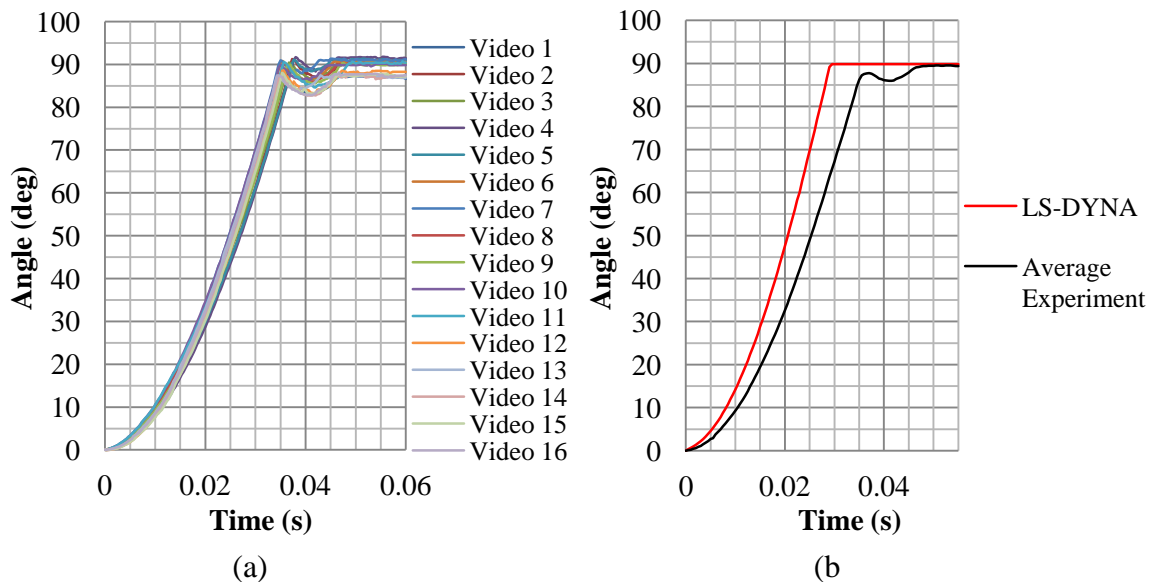 100
90
80
70
60
50
40
30
20
10
0
Angle (deg)
0
0.02
0.04
0.06
Time (s)
Video 1
Video 2
Video 3
Video 4
Video 5
Video 6
Video 7
Video 8
Video 9
Video 10
Video 11
Video 12
Video 13
Video 14
Video 15
Video 16
(a)
100
90
80
70
60
50
40
30
20
10
0
Angle (deg)
0
0.02
0.04
Time (s)
LS-DYNA
Average
Experiment
(b